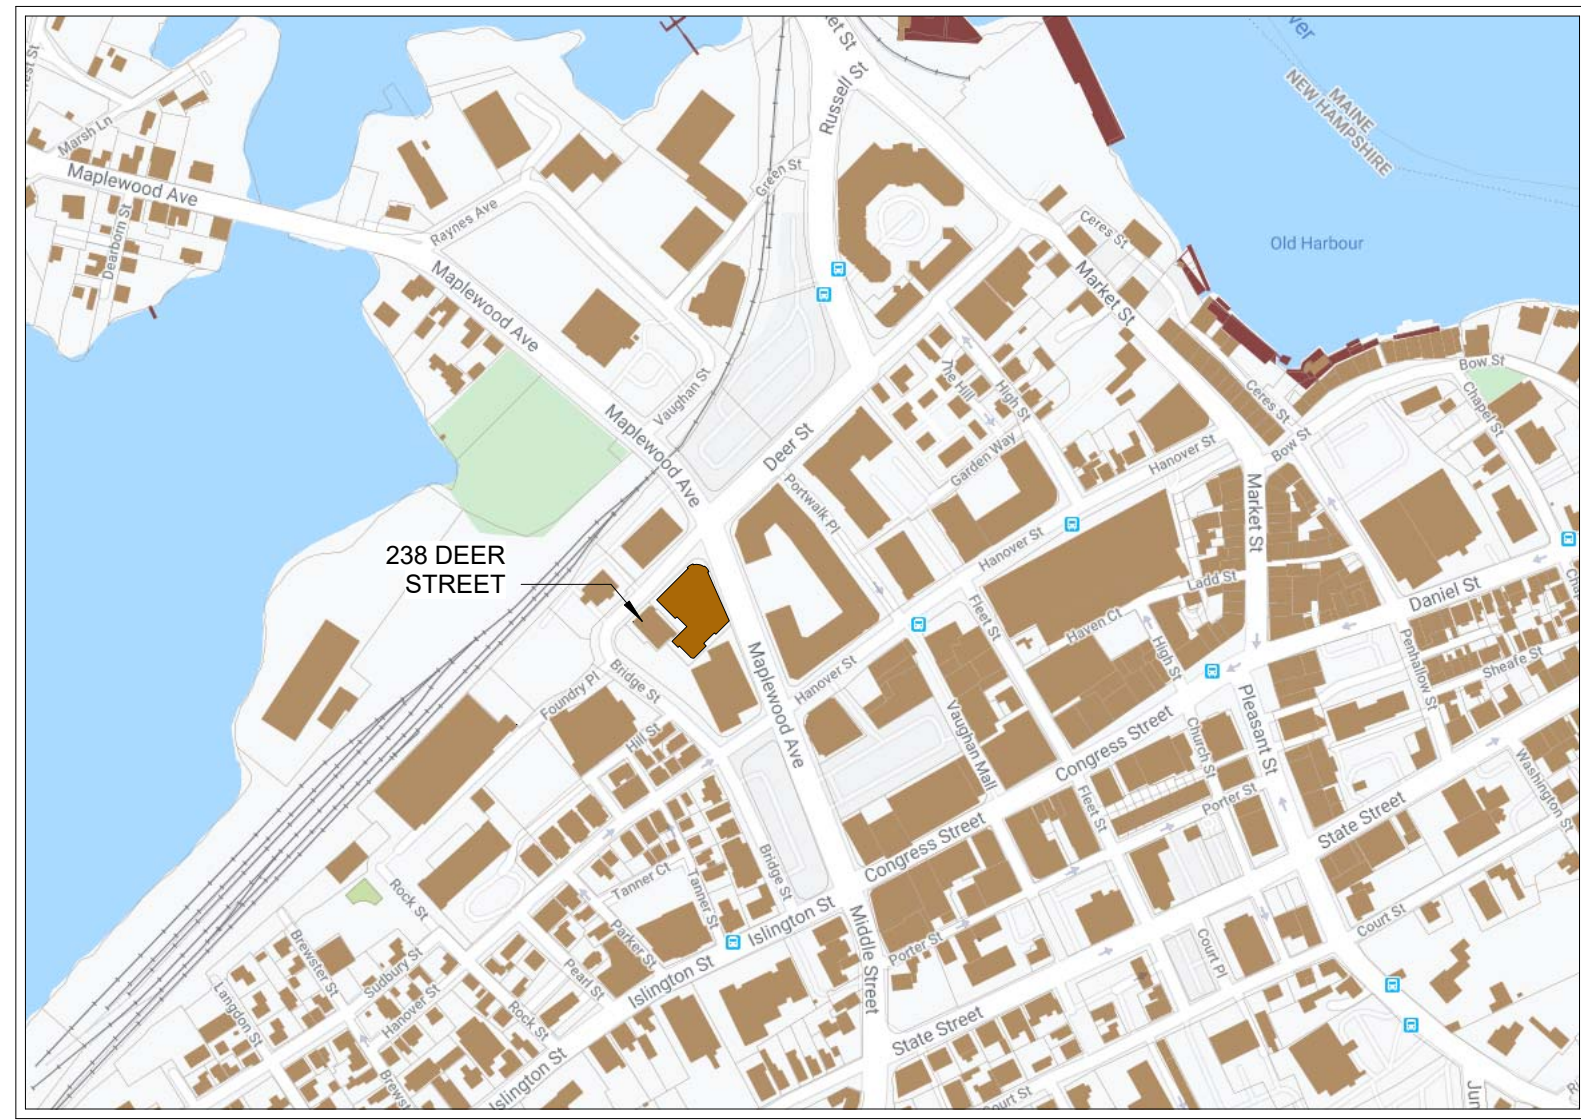 ket St
Russell St
Marsh Ln
Maplewood Ave
Dearborn St
Raynes Ave
Green St
MAINE
NEW HAMPSHIRE
Old Harbour
Ceres St
Market St
Maplewood Ave
Vaughan St
Maplewood Ave
Deer St
The Hill
High St
Garden Way
Hanover St
Ceres St
Bow St
Bow St
Chapel St
Portwalk Pl
Market St
238 DEER
STREET
Hanover St
Ladd St
Daniel St
Fleet St
Haven Ct
High St
Penhallow St
Sheafe St
Foundry Pl
Bridge St
Maplewood Ave
Hanover St
Hill St
Vaughan Mall
Congress Street
Church St
Pleasant St
Fleet St
Porter St
State Street
Washington St
Congress Street
Bridge St
Tanner Ct
Tanner St
Rock St
Parker St
Pearl St
Islington St
Middle Street
Porter St
Court Pl
Court St
Brewster St
Sudbury St
Langdon St
Hanover St
Rock St
Islington St
State Street
Islington St
Brews
ourt St
Jun